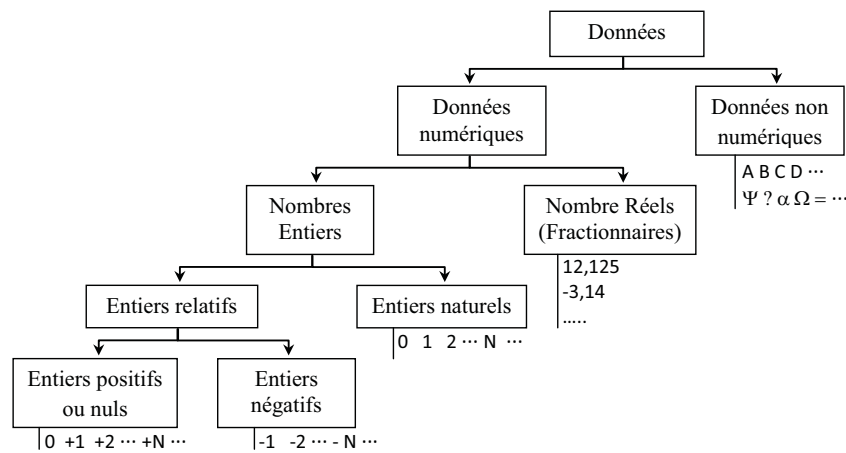 Données
Données
numériques
Données non
numériques
A B C D ...
Ψ ? α Ω = ...
Nombres
Entiers
Nombre Réels
(Fractionnaires)
12,125
-3,14
.....
Entiers relatifs
Entiers naturels
0 1 2 ... N ...
Entiers positifs
ou nuls
Entiers
négatifs
0 +1 +2 ... +N ...
-1 -2 ... - N ...